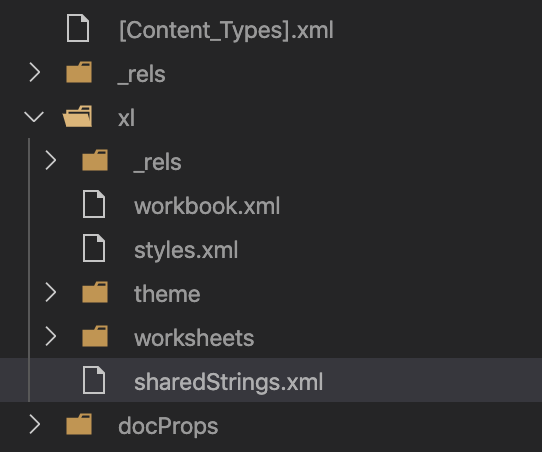 [Content_Types].xml
_rels
xl
_rels
workbook.xml
styles.xml
theme
worksheets
sharedStrings.xml
docProps